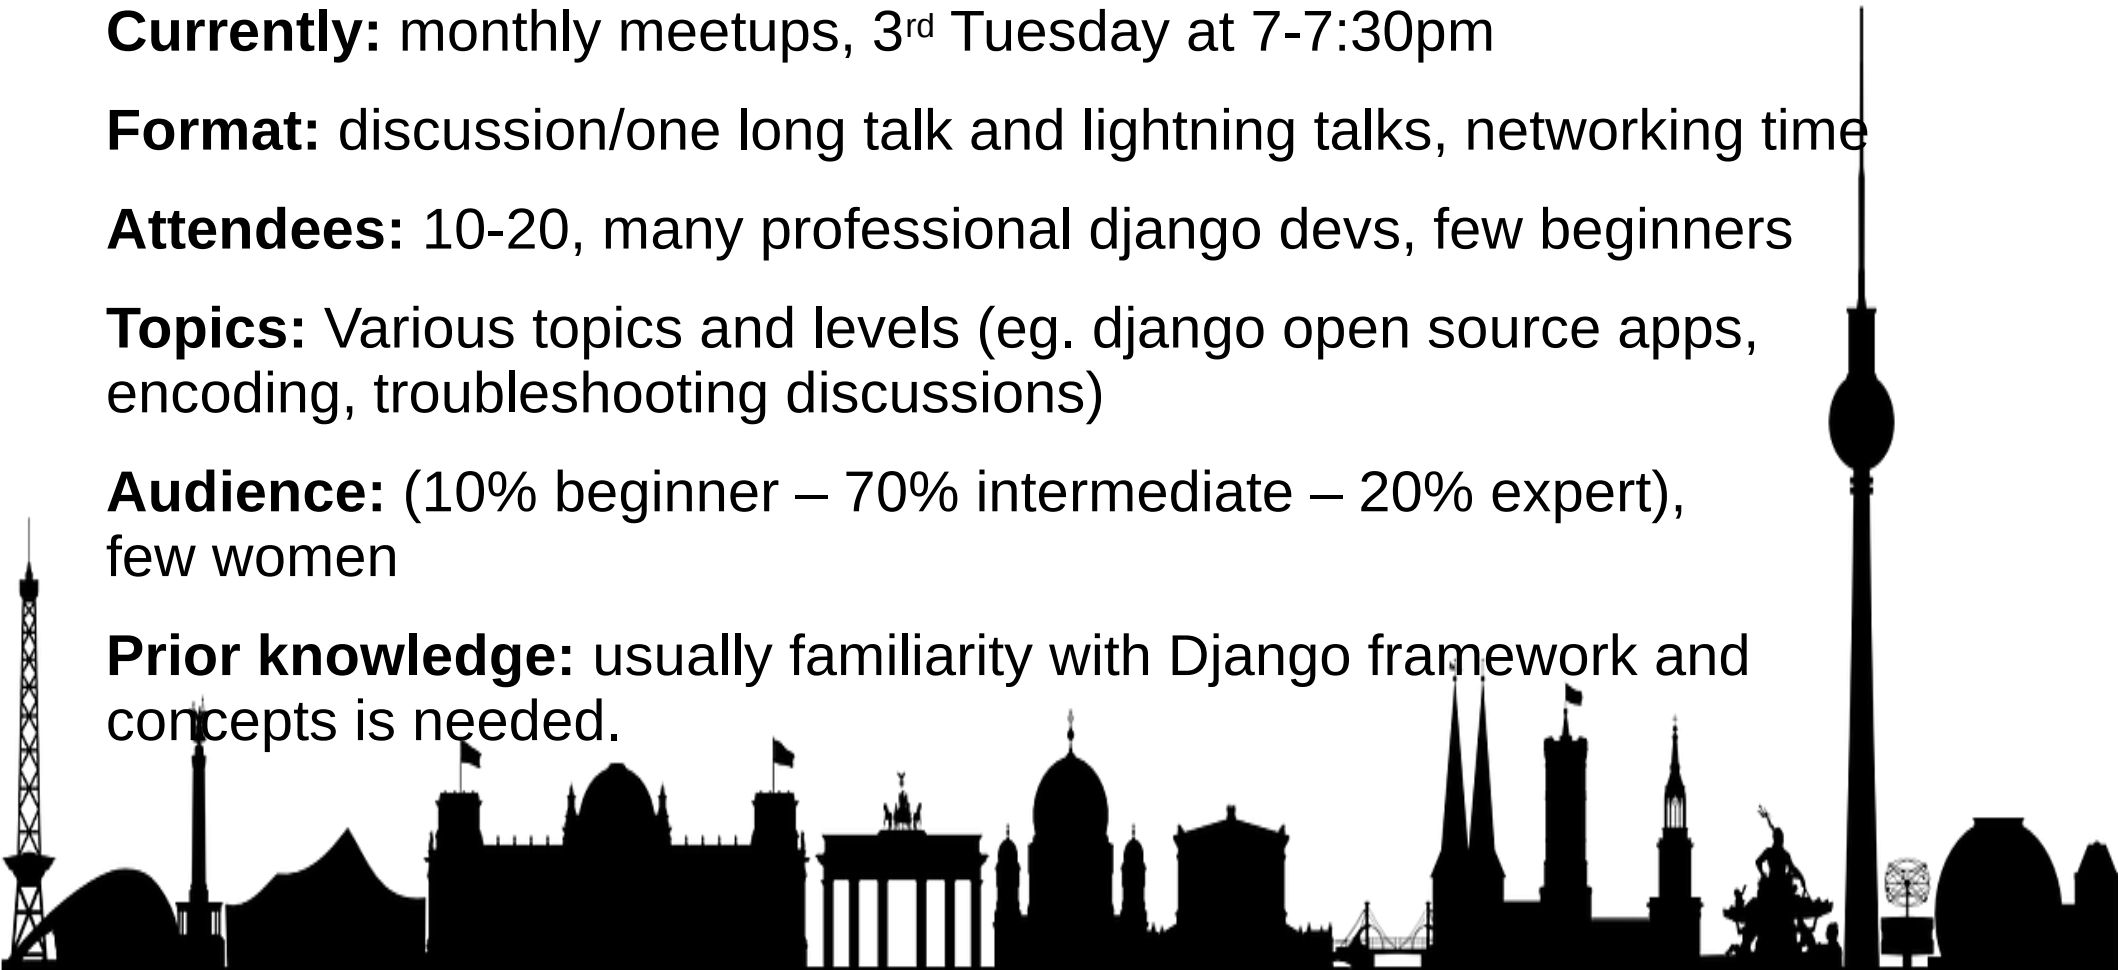 Currently: monthly meetups, 3rd Tuesday at 7-7:30pm
Format: discussion/one long talk and lightning talks, networking time
Attendees: 10-20, many professional django devs, few beginners
Topics: Various topics and levels (eg. django open source apps,
encoding, troubleshooting discussions)
Audience: (10% beginner – 70% intermediate – 20% expert),
few women
Prior knowledge: usually familiarity with Django framework and
concepts is needed.